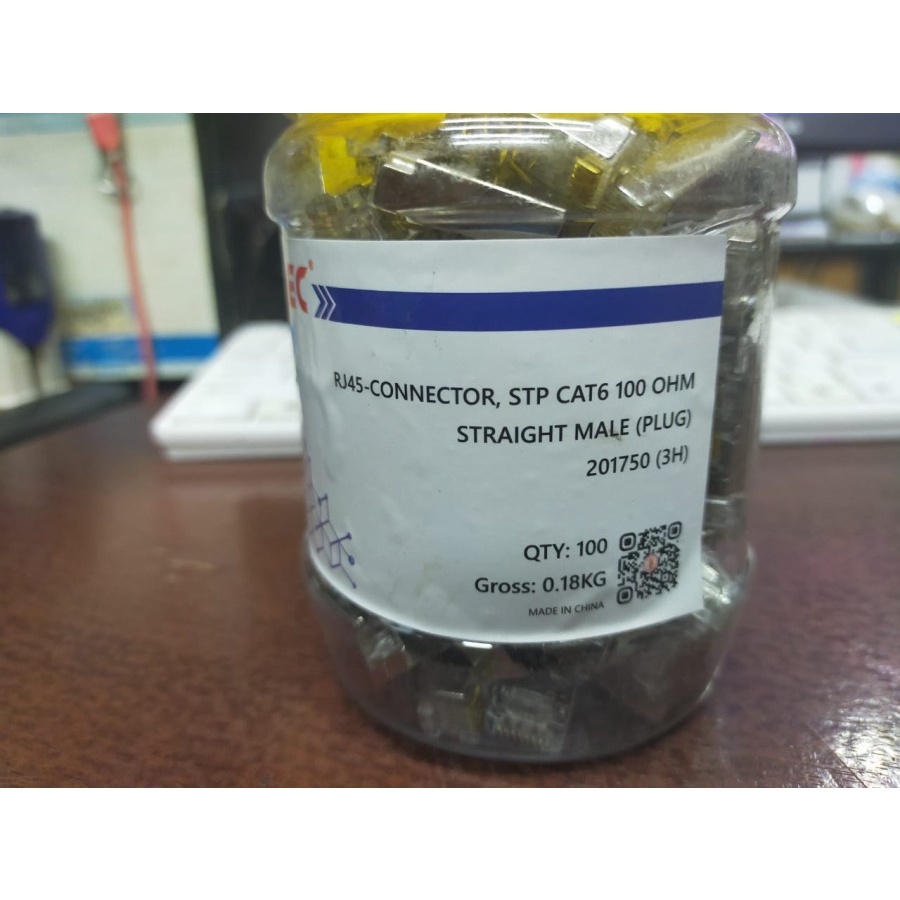 EC®
RJ45-CONNECTOR, STP CAT6 100 OHM
STRAIGHT MALE (PLUG)
201750 (3H)
QTY: 100
Gross: 0.18KG
MADE IN CHINA